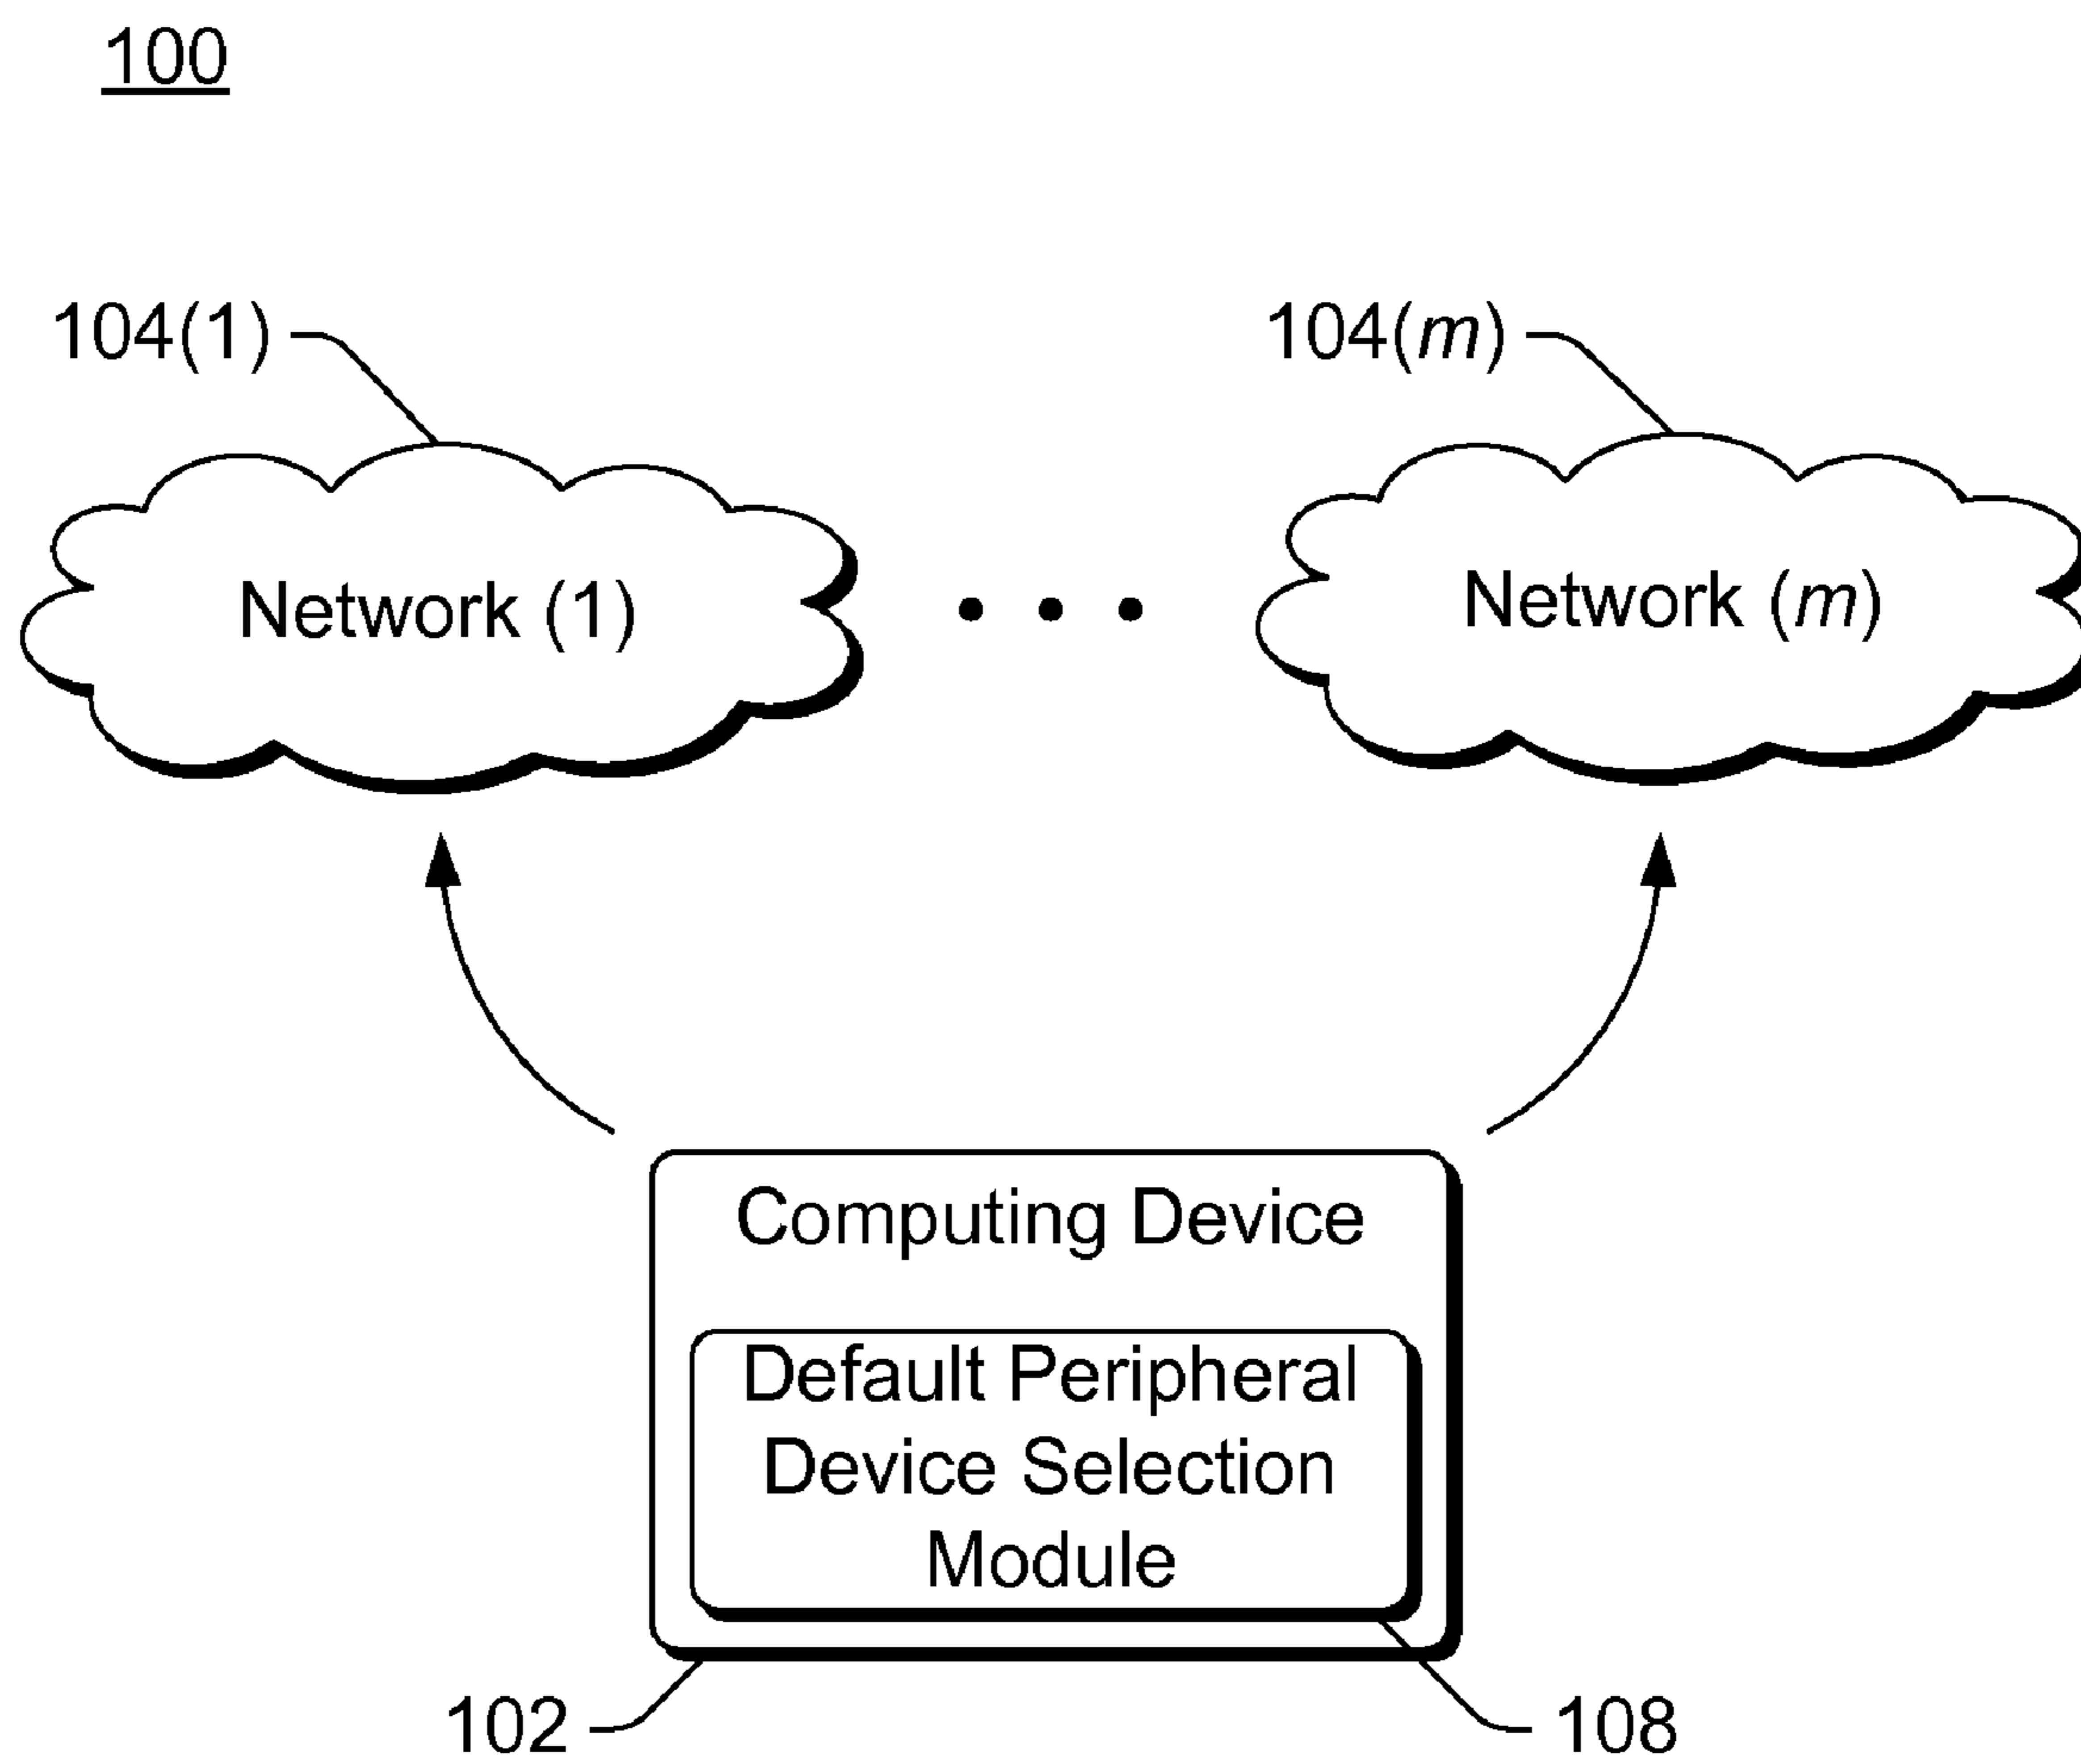 100
104(1)
104(m)
Network (1)
Network (m)
Computing Device
Default Peripheral
Device Selection
Module
102
108